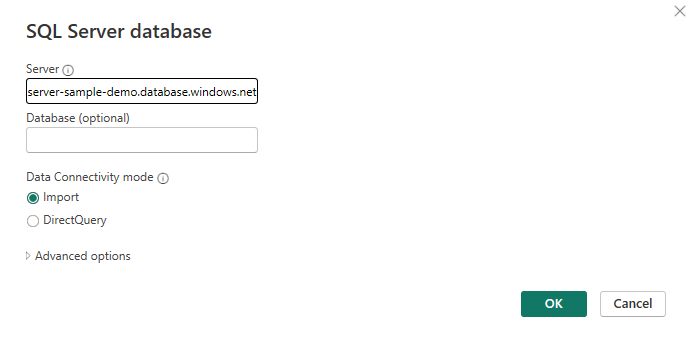 SQL Server database
Server
server-sample-demo.database.windows.net
Database (optional)
Data Connectivity mode
Import
DirectQuery
Advanced options
OK Cancel